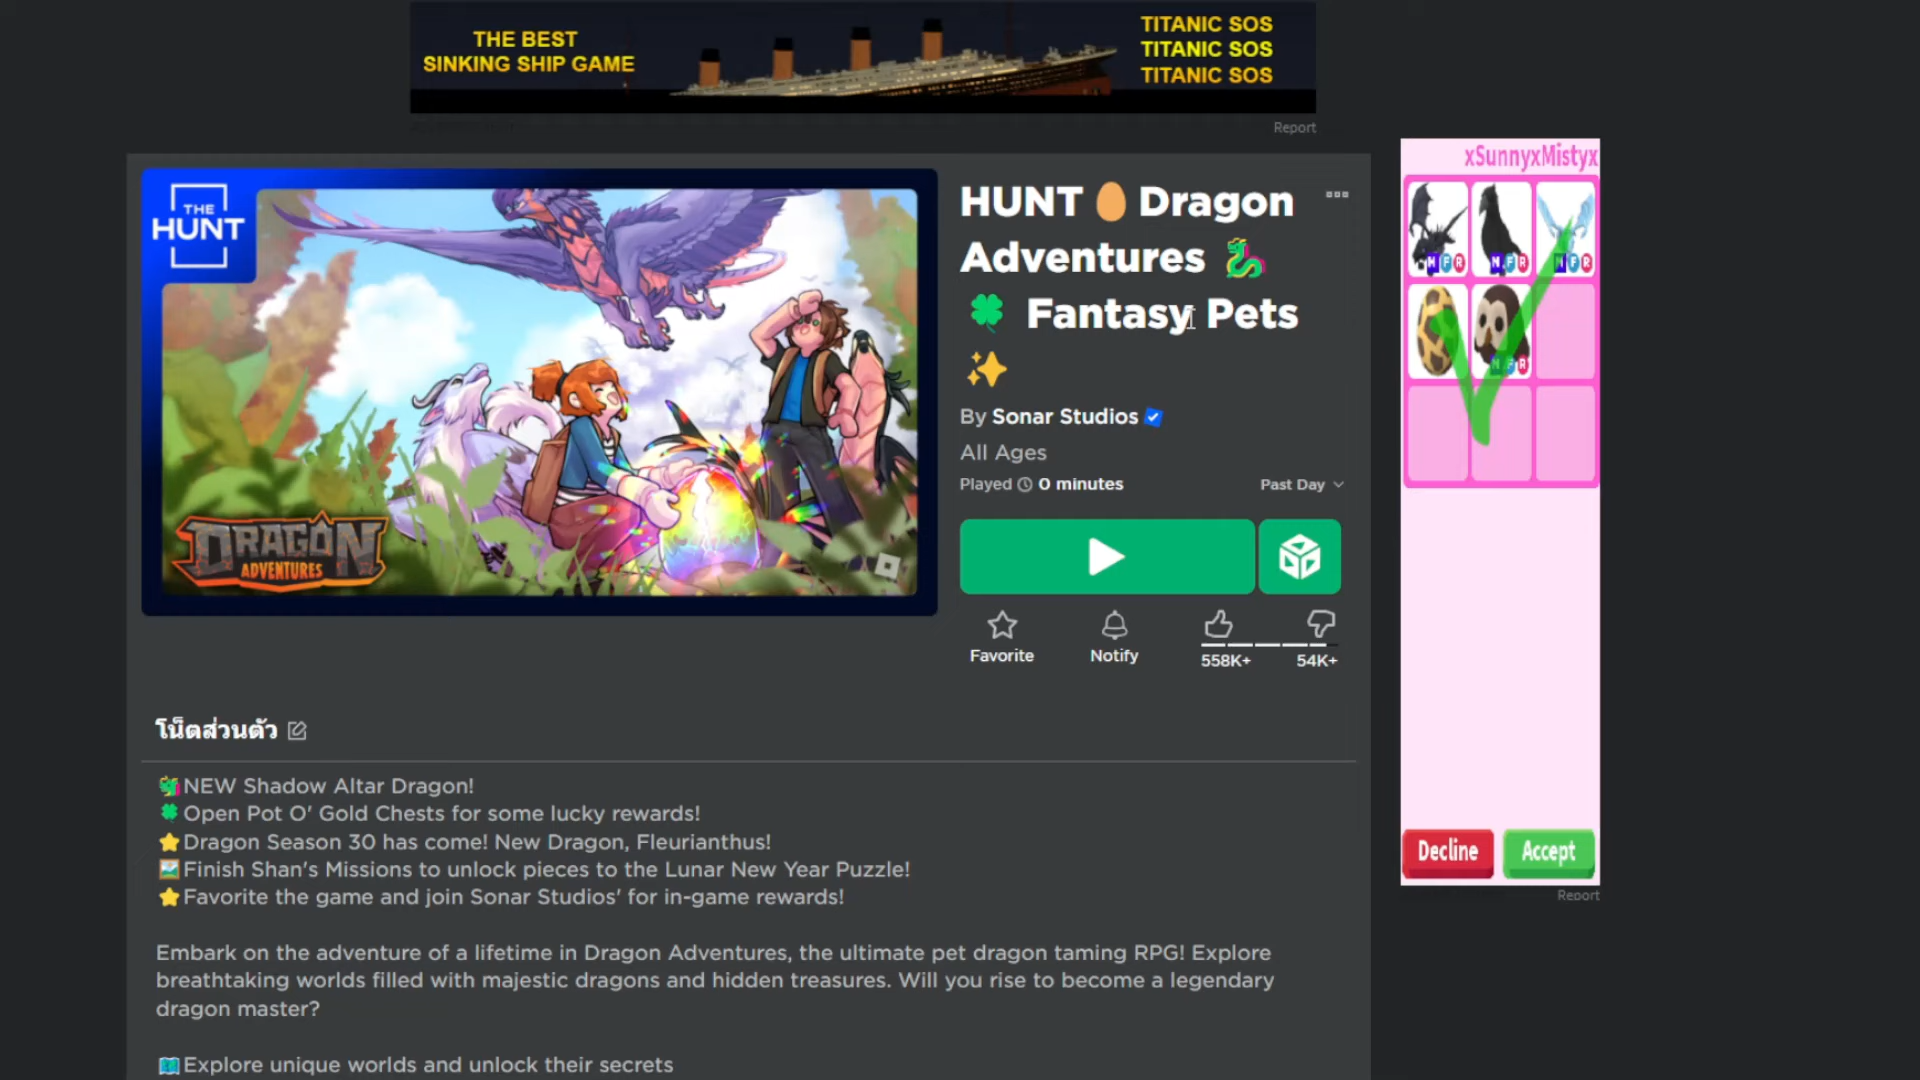 THE BEST
SINKING SHIP GAME
TITANIC SOS
TITANIC SOS
TITANIC SOS
Report
THE
HUNT
DRAGON
ADVENTURES
HUNT 🥚 Dragon
Adventures 🐉
🍀 Fantasy Pets
✨
By Sonar Studios
All Ages
Played 0 minutes
Past Day
Favorite
Notify
558K+
54K+
xSunnyxMistyx
N F R
N F R
N F R
N F R
Decline
Accept
Report
โน็ตส่วนตัว
🐲NEW Shadow Altar Dragon!
🍀Open Pot O' Gold Chests for some lucky rewards!
⭐Dragon Season 30 has come! New Dragon, Fleurianthus!
🖼️Finish Shan's Missions to unlock pieces to the Lunar New Year Puzzle!
⭐Favorite the game and join Sonar Studios' for in-game rewards!
Embark on the adventure of a lifetime in Dragon Adventures, the ultimate pet dragon taming RPG! Explore
breathtaking worlds filled with majestic dragons and hidden treasures. Will you rise to become a legendary
dragon master?
🗺️Explore unique worlds and unlock their secrets